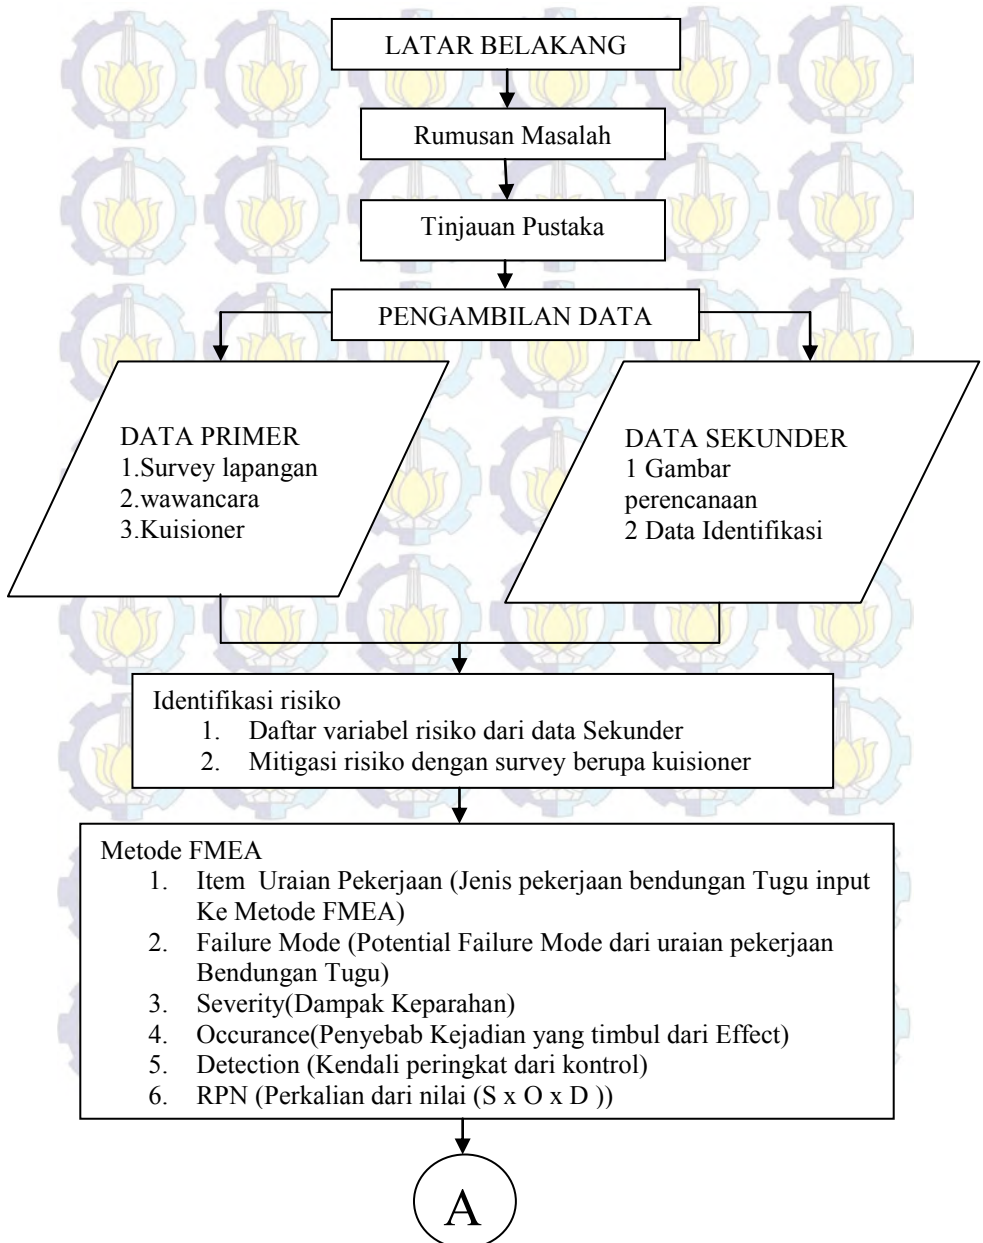 LATAR BELAKANG
Rumusan Masalah
Tinjauan Pustaka
PENGAMBILAN DATA
DATA PRIMER
1.Survey lapangan
2.wawancara
3.Kuisioner
DATA SEKUNDER
1 Gambar
perencanaan
2 Data Identifikasi
Identifikasi risiko
1. Daftar variabel risiko dari data Sekunder
2. Mitigasi risiko dengan survey berupa kuisioner
Metode FMEA
1. Item Uraian Pekerjaan (Jenis pekerjaan bendungan Tugu input
Ke Metode FMEA)
2. Failure Mode (Potential Failure Mode dari uraian pekerjaan
Bendungan Tugu)
3. Severity(Dampak Keparahan)
4. Occurance(Penyebab Kejadian yang timbul dari Effect)
5. Detection (Kendali peringkat dari kontrol)
6. RPN (Perkalian dari nilai (S x O x D ))
A